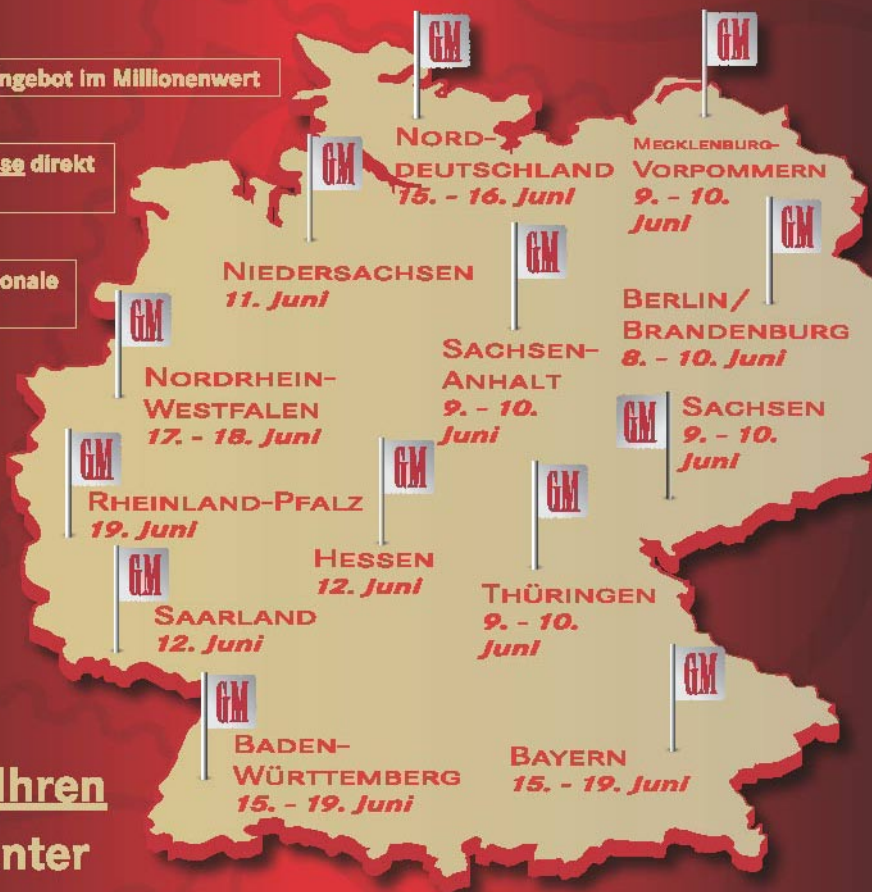 ngebot im Millionenwert
se direkt
onale
GM
NORD-
DEUTSCHLAND
15. - 16. Juni
GM
MECKLENBURG-
VORPOMMERN
9. - 10.
Juni
GM
NIEDERSACHSEN
11. Juni
GM
SACHSEN-
ANHALT
9. - 10.
Juni
GM
BERLIN/
BRANDENBURG
8. - 10. Juni
GM
NORDRHEIN-
WESTFALEN
17. - 18. Juni
GM
SACHSEN
9. - 10.
Juni
GM
RHEINLAND-PFALZ
19. Juni
GM
HESSEN
12. Juni
GM
THÜRINGEN
9. - 10.
Juni
GM
SAARLAND
12. Juni
GM
BADEN-
WÜRTTEMBERG
15. - 19. Juni
GM
BAYERN
15. - 19. Juni
Ihren
nter